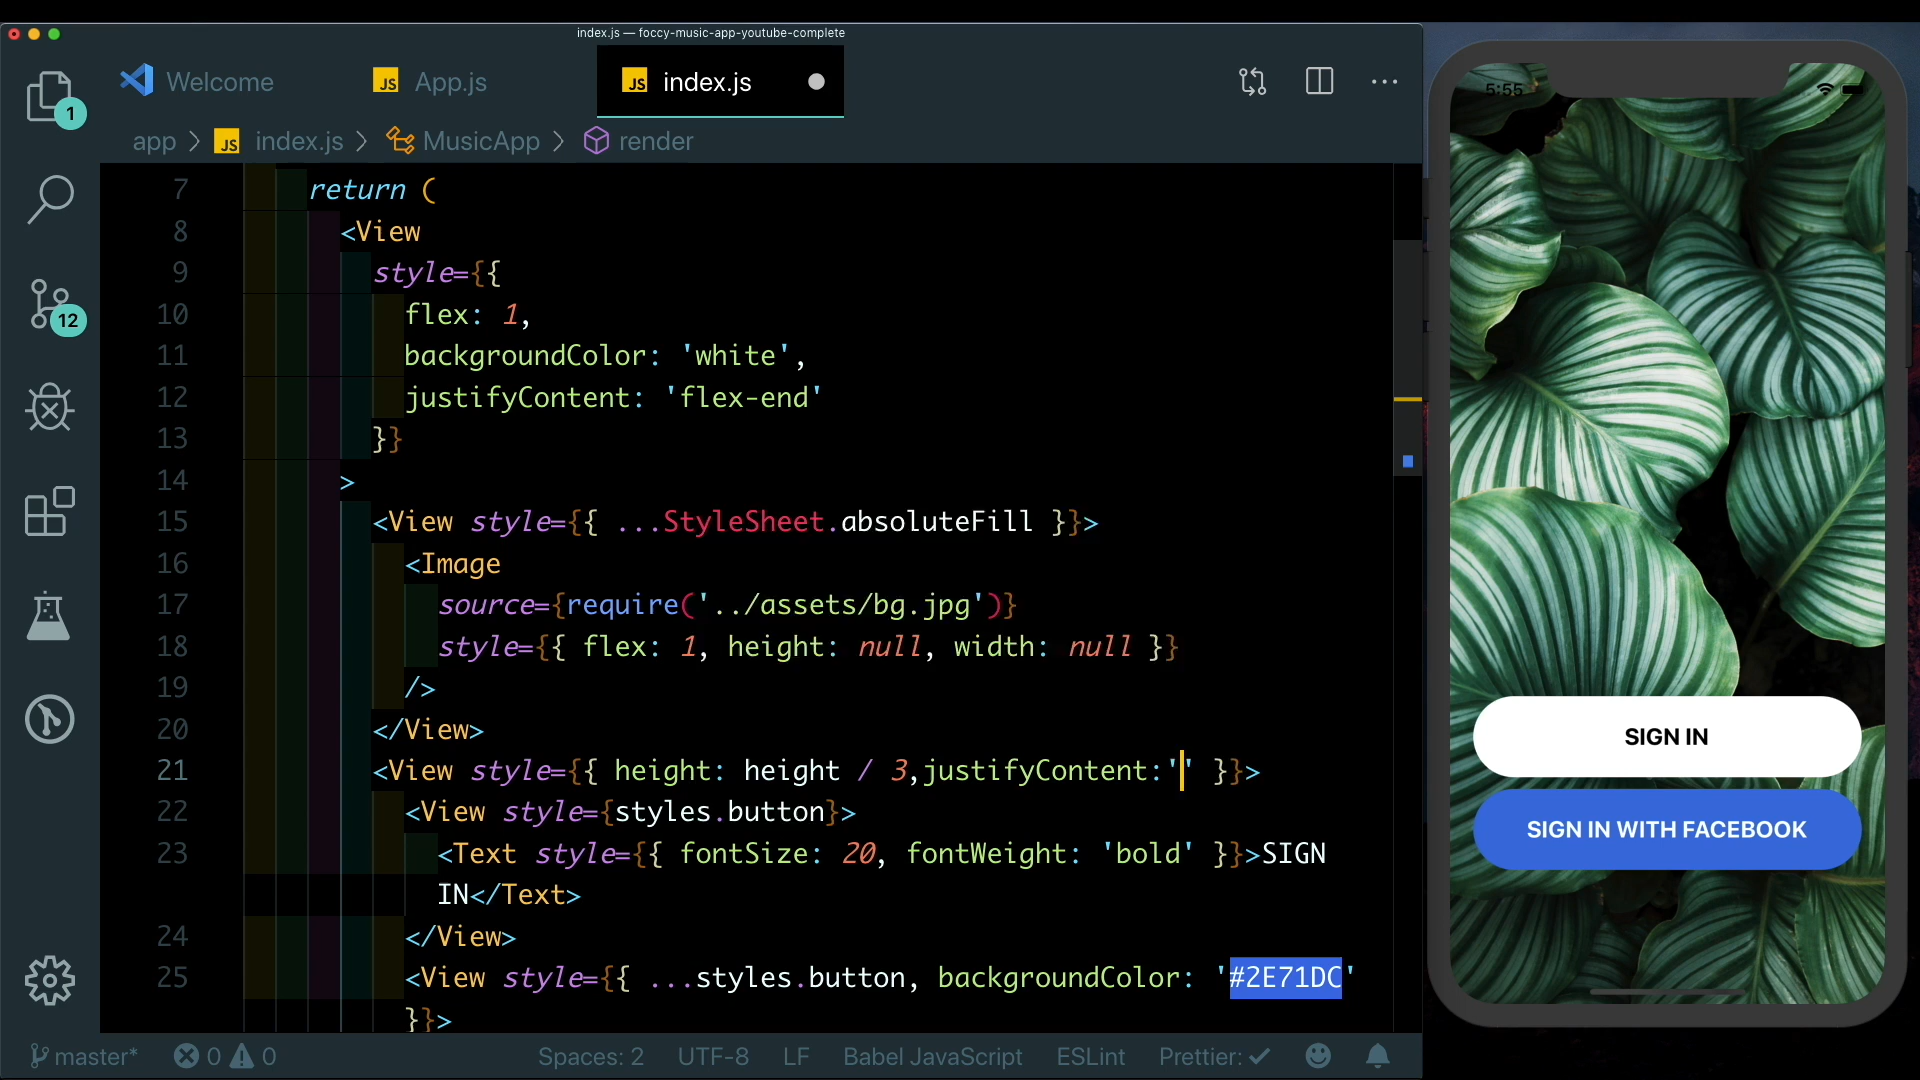 index.js — foccy-music-app-youtube-complete
Welcome
JS App.js
JS index.js
app > JS index.js > MusicApp > render
1
12
7 return (
8 <View
9 style={{
10 flex: 1,
11 backgroundColor: 'white',
12 justifyContent: 'flex-end'
13 }}
14 >
15 <View style={{ ...StyleSheet.absoluteFill }}>
16 <Image
17 source={require('../assets/bg.jpg')}
18 style={{ flex: 1, height: null, width: null }}
19 />
20 </View>
21 <View style={{ height: height / 3,justifyContent:'' }}>
22 <View style={styles.button}>
23 <Text style={{ fontSize: 20, fontWeight: 'bold' }}>SIGN
IN</Text>
24 </View>
25 <View style={{ ...styles.button, backgroundColor: '#2E71DC'
}}>
master* 0 0 Spaces: 2 UTF-8 LF Babel JavaScript ESLint Prettier: ✓
5:55
SIGN IN
SIGN IN WITH FACEBOOK